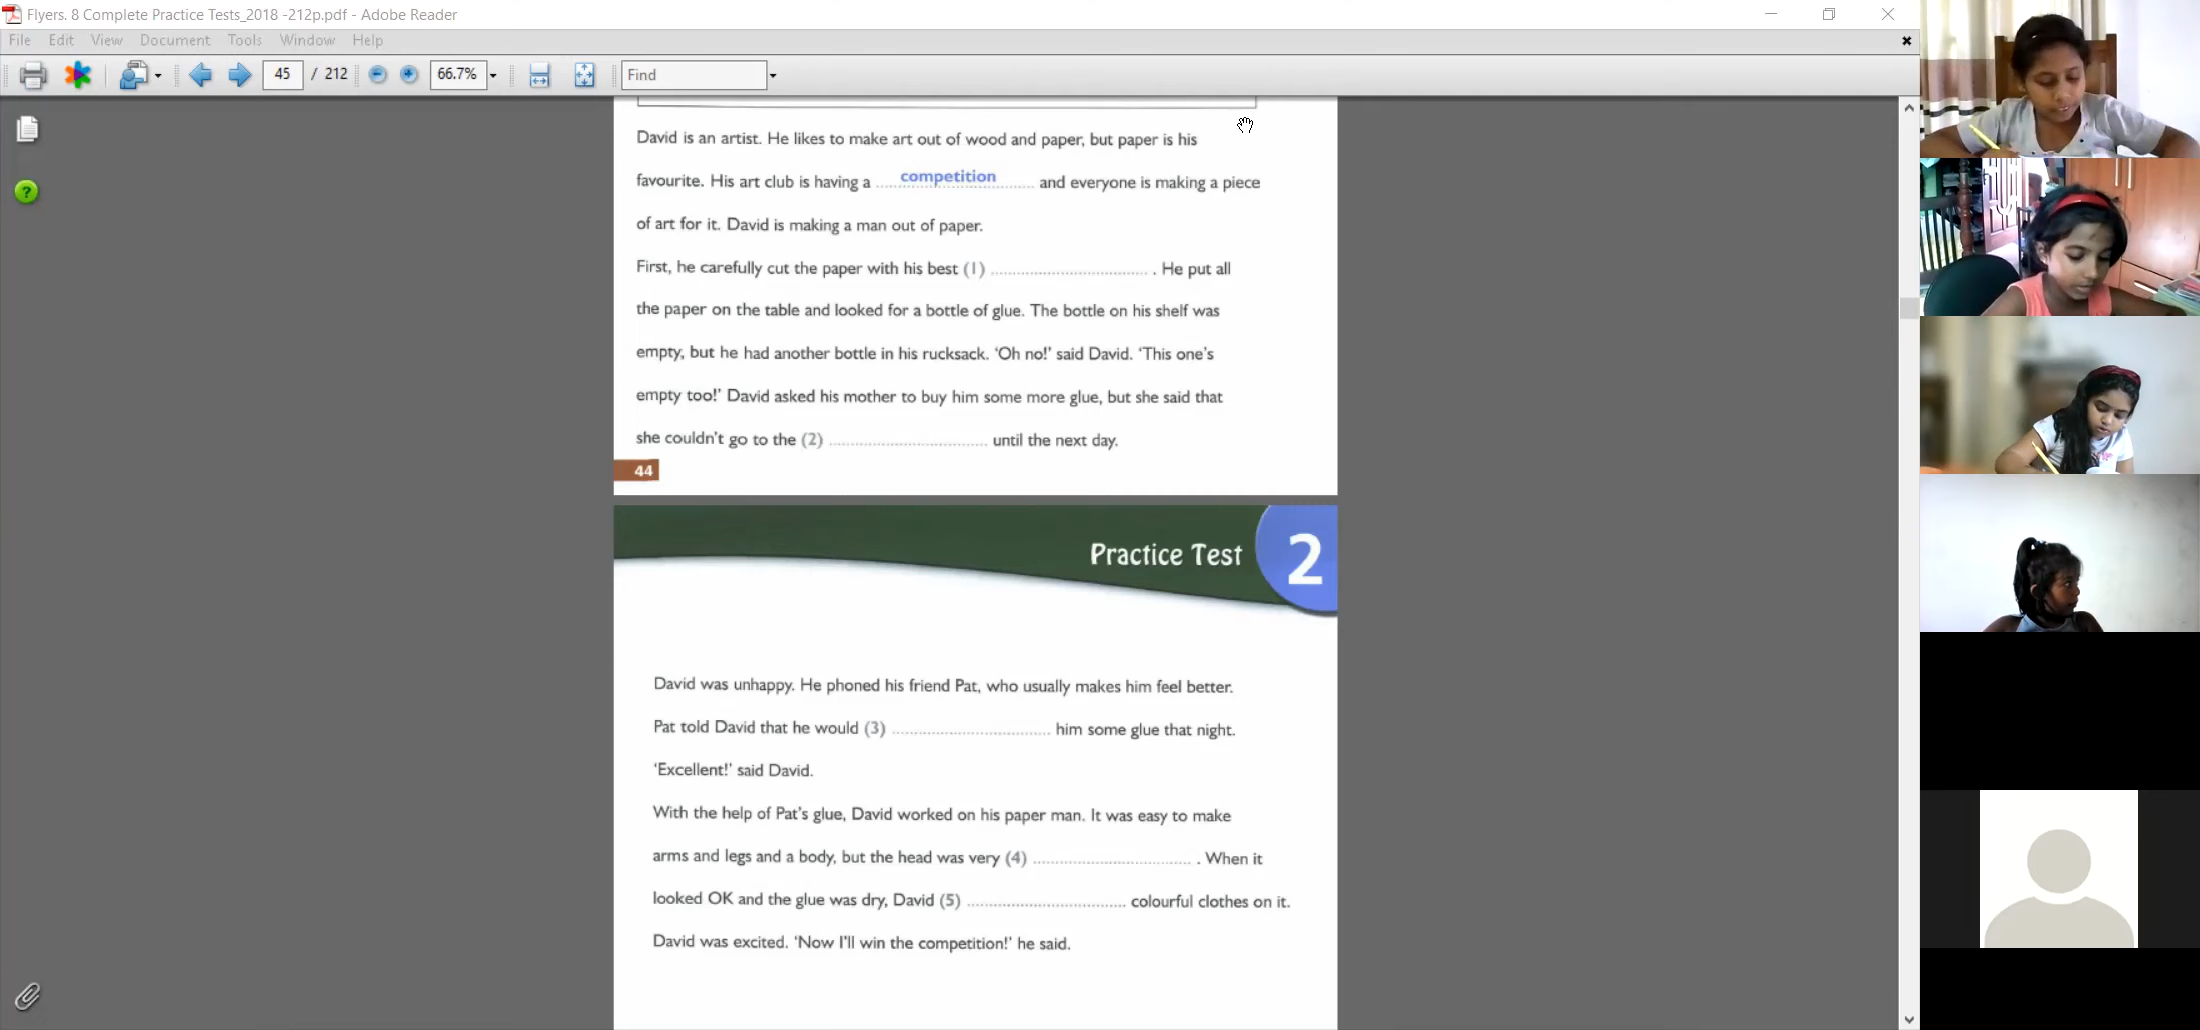 Flyers. 8 Complete Practice Tests_2018 -212p.pdf - Adobe Reader
File Edit View Document Tools Window Help
45 / 212 66.7% Find
David is an artist. He likes to make art out of wood and paper, but paper is his
favourite. His art club is having a competition and everyone is making a piece
of art for it. David is making a man out of paper.
First, he carefully cut the paper with his best (1) ................................ . He put all
the paper on the table and looked for a bottle of glue. The bottle on his shelf was
empty, but he had another bottle in his rucksack. ‘Oh no!’ said David. ‘This one’s
empty too!’ David asked his mother to buy him some more glue, but she said that
she couldn’t go to the (2) ................................ until the next day.
44
Practice Test 2
David was unhappy. He phoned his friend Pat, who usually makes him feel better.
Pat told David that he would (3) ................................ him some glue that night.
‘Excellent!’ said David.
With the help of Pat’s glue, David worked on his paper man. It was easy to make
arms and legs and a body, but the head was very (4) ................................ . When it
looked OK and the glue was dry, David (5) ................................ colourful clothes on it.
David was excited. ‘Now I’ll win the competition!’ he said.